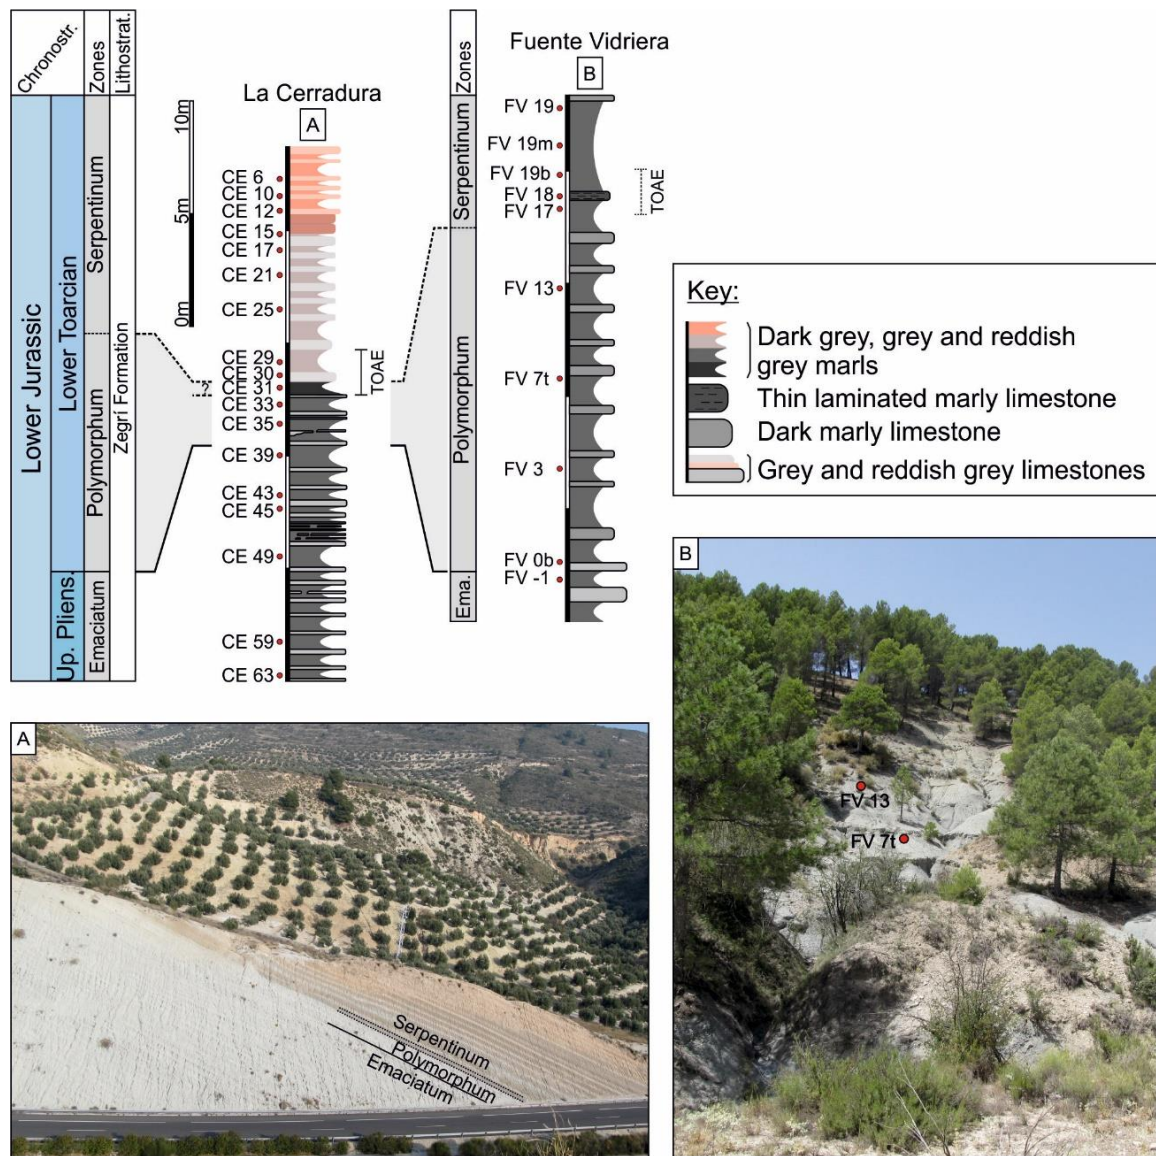 Chronostr.
Zones
Lithostrat.
Lower Jurassic
Lower Toarcian
Up. Pliens.
Serpentinum
Polymorphum
Emaciatum
Zegrí Formation
10m
5m
0m
La Cerradura
A
CE 6
CE 10
CE 12
CE 15
CE 17
CE 21
CE 25
CE 29
CE 30
CE 31
CE 33
CE 35
CE 39
CE 43
CE 45
CE 49
CE 59
CE 63
?
TOAE
Fuente Vidriera
B
Zones
Serpentinum
Polymorphum
Ema.
FV 19
FV 19m
FV 19b
FV 18
FV 17
FV 13
FV 7t
FV 3
FV 0b
FV -1
TOAE
Key:
Dark grey, grey and reddish
grey marls
Thin laminated marly limestone
Dark marly limestone
Grey and reddish grey limestones
A
Serpentinum
Polymorphum
Emaciatum
B
FV 13
FV 7t